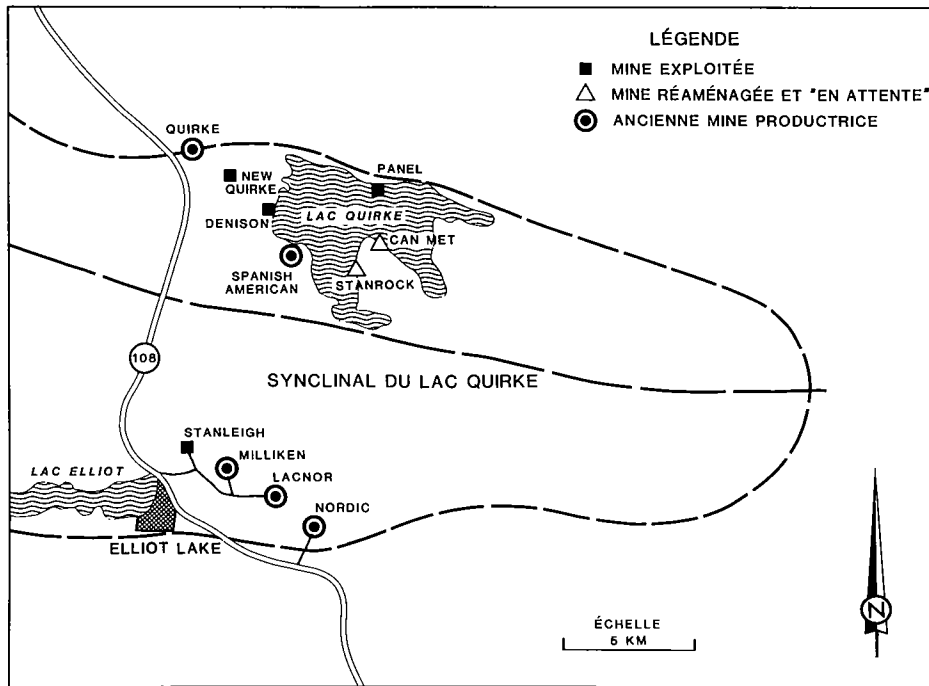 LÉGENDE
MINE EXPLOITÉE
MINE RÉAMÉNAGÉE ET "EN ATTENTE"
ANCIENNE MINE PRODUCTRICE
QUIRKE
NEW
QUIRKE
PANEL
DENISON
LAC QUIRKE
CAN MET
SPANISH
AMERICAN
STANROCK
108
SYNCLINAL DU LAC QUIRKE
STANLEIGH
MILLIKEN
LAC ELLIOT
LACNOR
NORDIC
ELLIOT LAKE
ÉCHELLE
5 KM
N